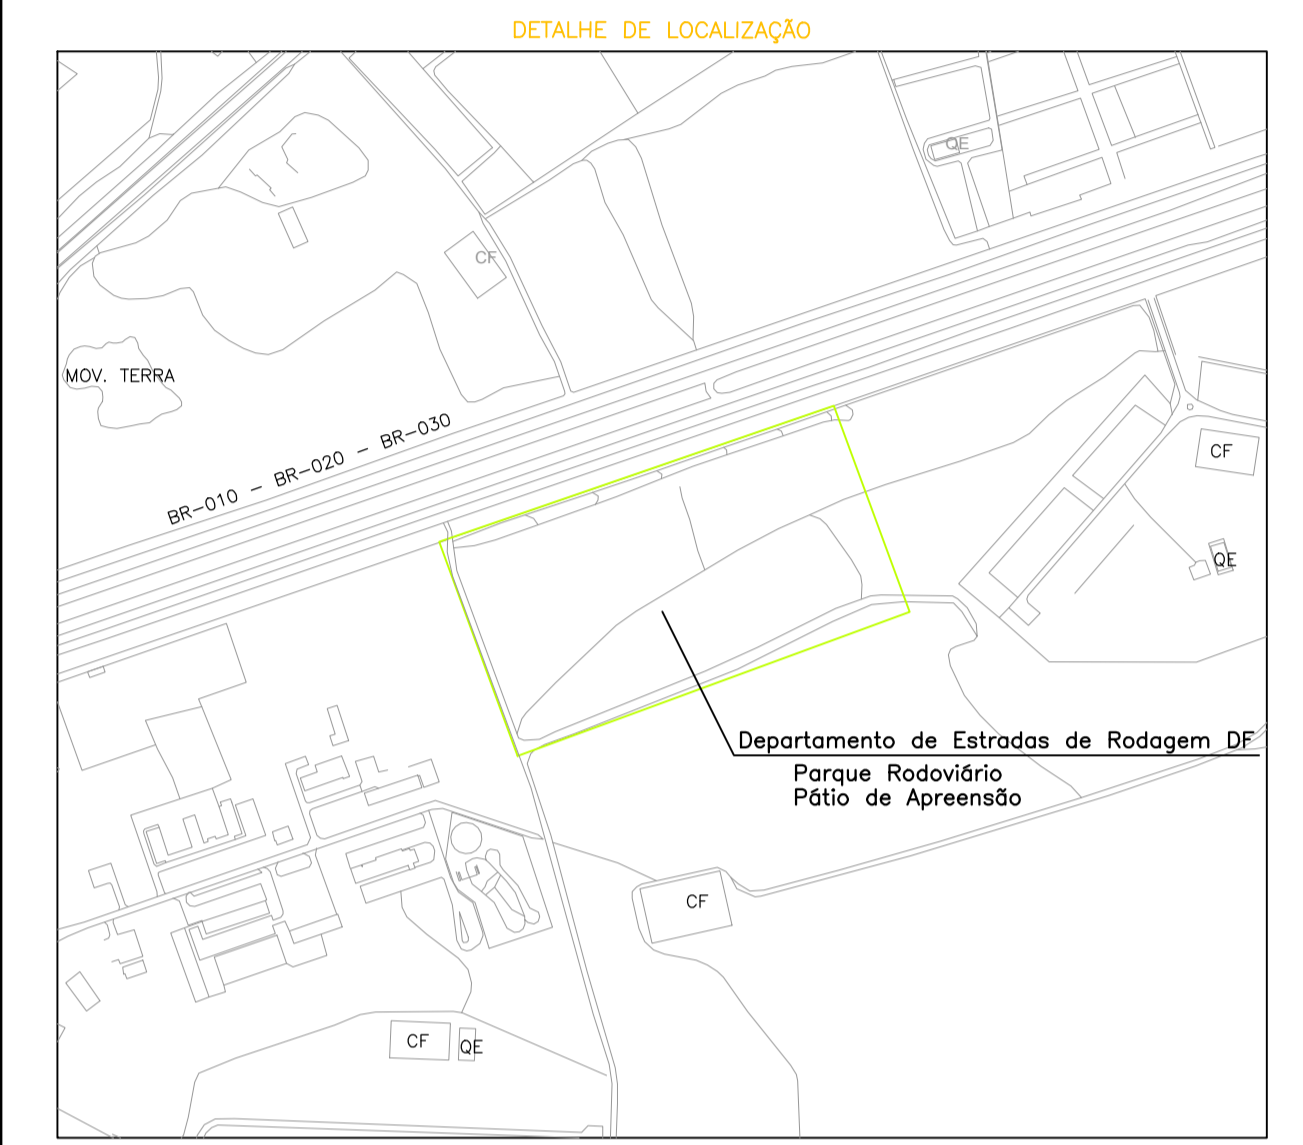 DETALHE DE LOCALIZAÇÃO
QE
CF
MOV. TERRA
BR-010 - BR-020 - BR-030
CF
QE
Departamento de Estradas de Rodagem DF
Parque Rodoviário
Pátio de Apreensão
CF
CF
QE